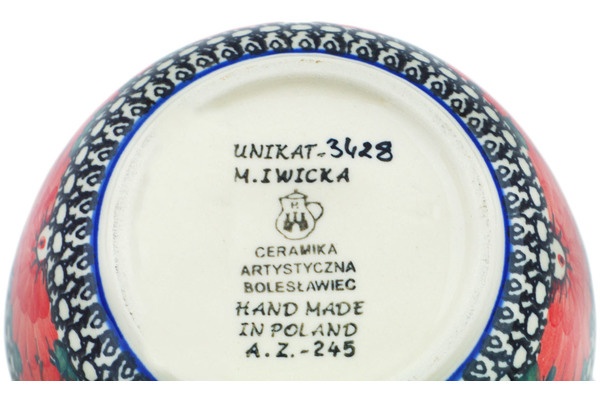 UNIKAT-3428
M.IWICKA
CERAMIKA
ARTYSTYCZNA
BOLESŁAWIEC
HAND MADE
IN POLAND
A.Z.-245